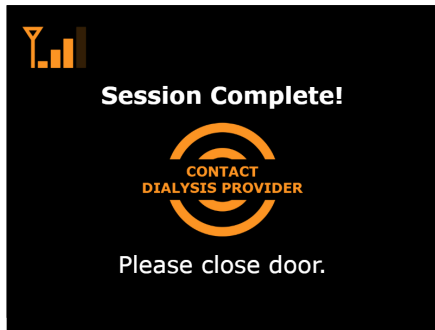 Session Complete!
CONTACT
DIALYSIS PROVIDER
Please close door.